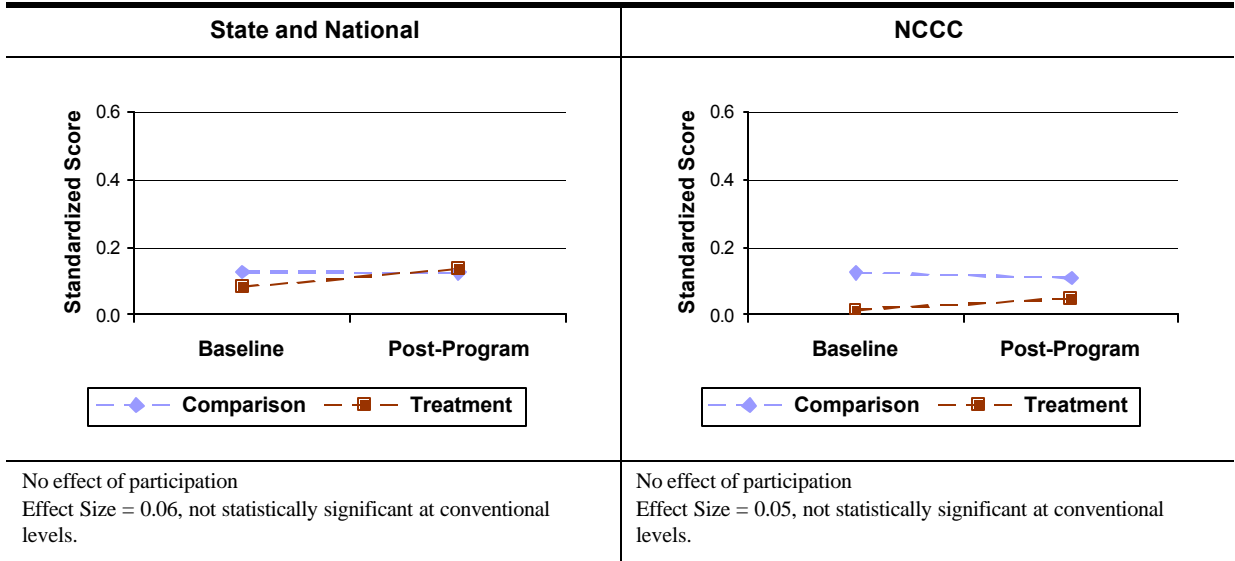 State and National
Standardized Score
0.6
0.4
0.2
0.0
Baseline Post-Program
Comparison Treatment
No effect of participation
Effect Size = 0.06, not statistically significant at conventional
levels.
NCCC
Standardized Score
0.6
0.4
0.2
0.0
Baseline Post-Program
Comparison Treatment
No effect of participation
Effect Size = 0.05, not statistically significant at conventional
levels.